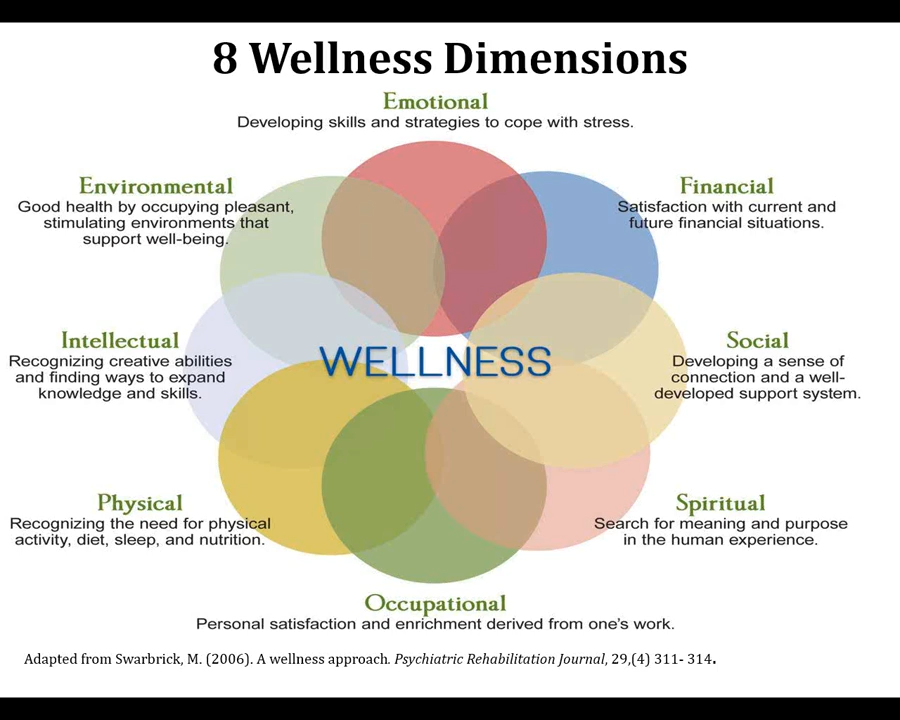 8 Wellness Dimensions
Emotional
Developing skills and strategies to cope with stress.
Environmental
Good health by occupying pleasant,
stimulating environments that
support well-being.
Financial
Satisfaction with current and
future financial situations.
Intellectual
Recognizing creative abilities
and finding ways to expand
knowledge and skills.
WELLNESS
Social
Developing a sense of
connection and a well-
developed support system.
Physical
Recognizing the need for physical
activity, diet, sleep, and nutrition.
Spiritual
Search for meaning and purpose
in the human experience.
Occupational
Personal satisfaction and enrichment derived from one's work.
Adapted from Swarbrick, M. (2006). A wellness approach. Psychiatric Rehabilitation Journal, 29,(4) 311- 314.